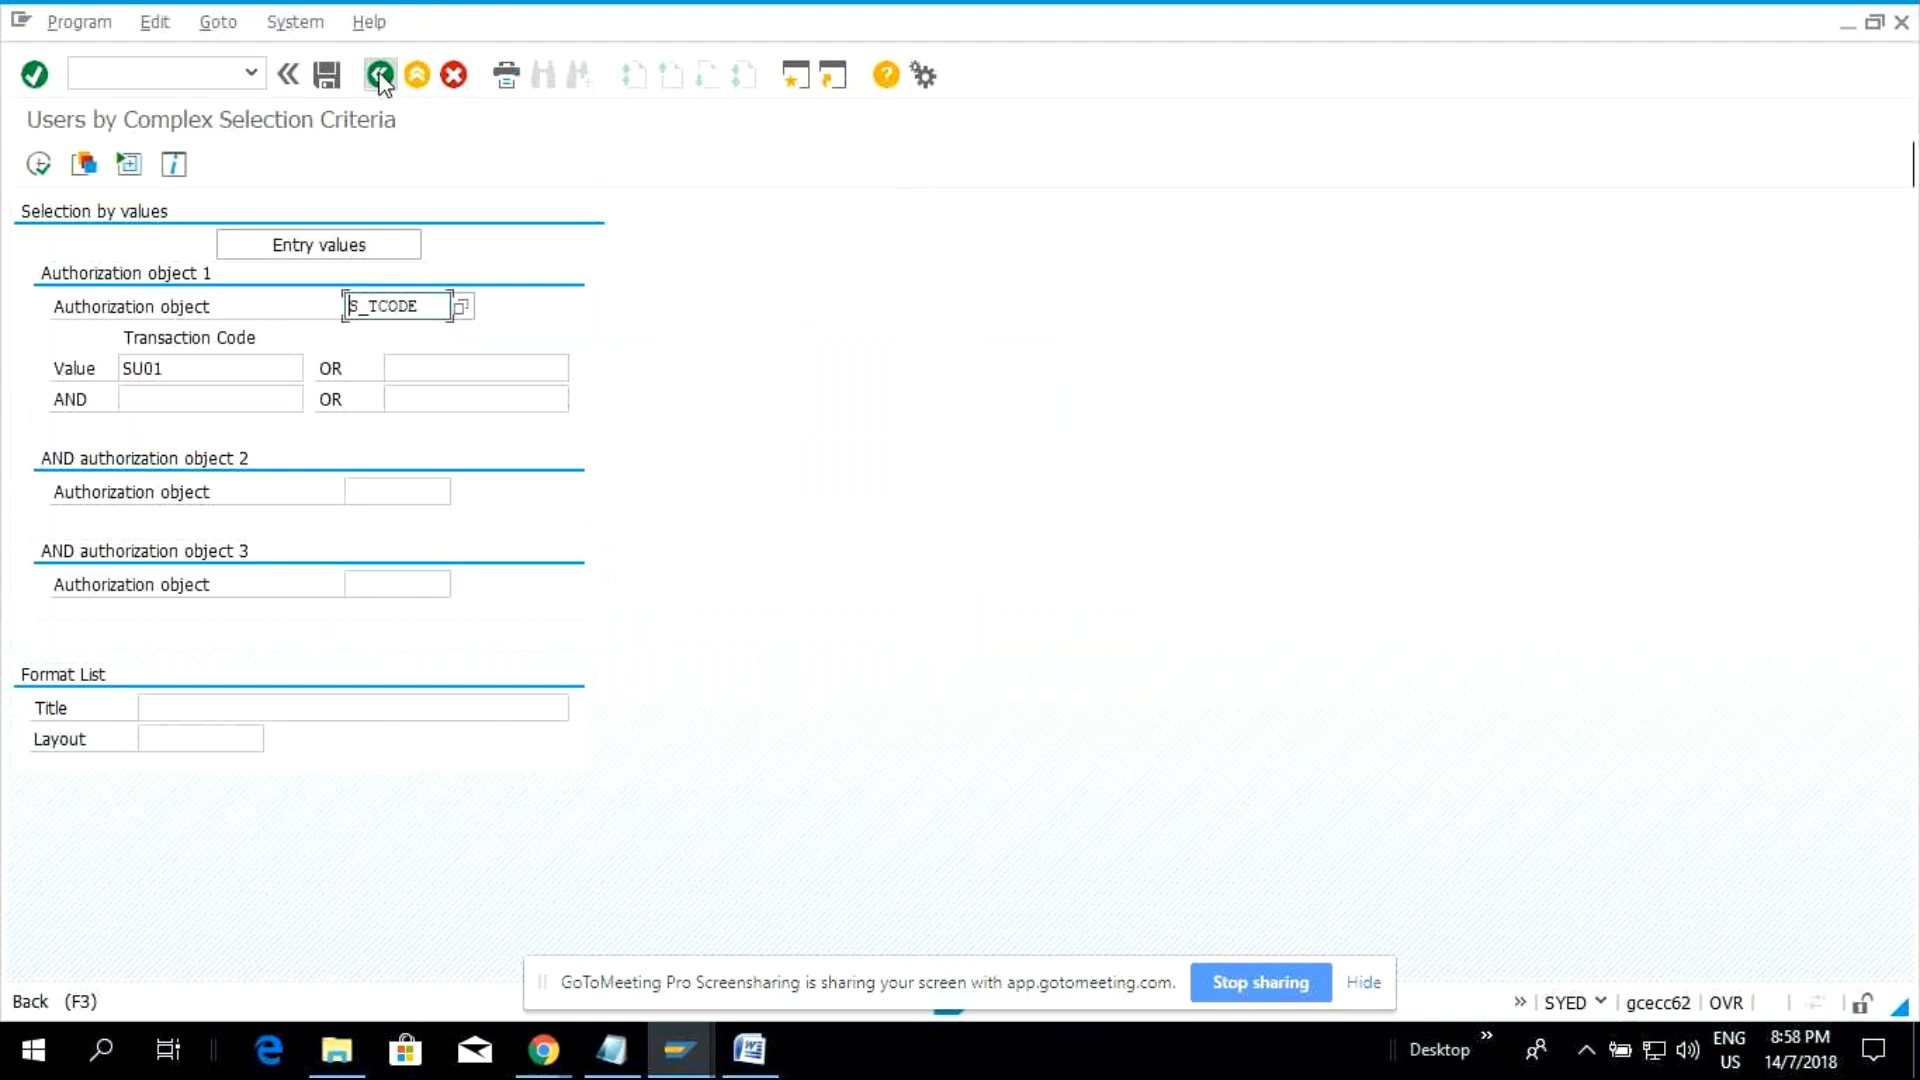 Program Edit Goto System Help
Users by Complex Selection Criteria
Selection by values
Entry values
Authorization object 1
Authorization object S_TCODE
Transaction Code
Value SU01 OR
AND OR
AND authorization object 2
Authorization object
AND authorization object 3
Authorization object
Format List
Title
Layout
GoToMeeting Pro Screensharing is sharing your screen with app.gotomeeting.com. Stop sharing Hide
Back (F3) SYED gcecc62 OVR
Desktop ENG 8:58 PM
US 14/7/2018